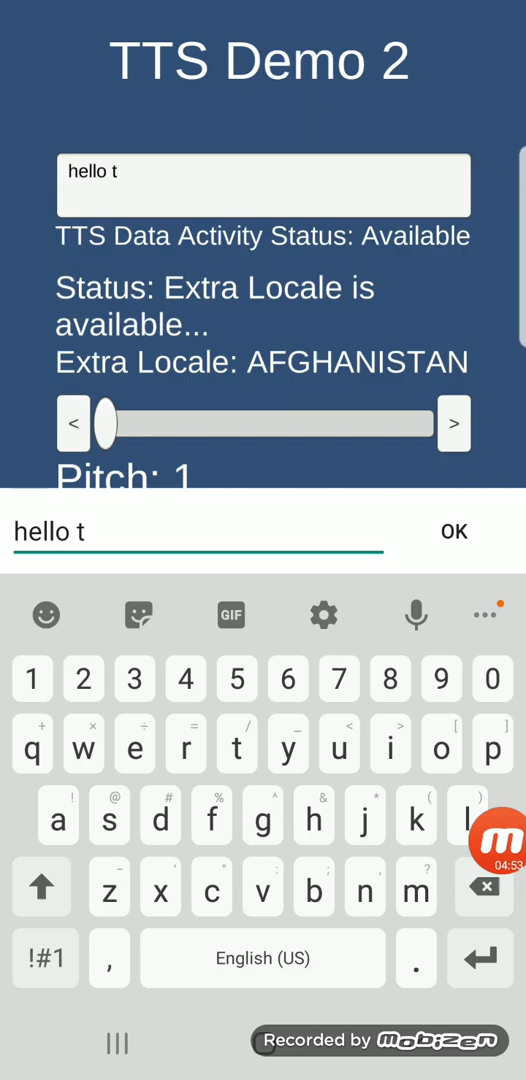 TTS Demo 2
hello t
TTS Data Activity Status: Available
Status: Extra Locale is
available...
Extra Locale: AFGHANISTAN
< >
Pitch: 1
hello t
OK
GIF
1 2 3 4 5 6 7 8 9 0
+ × ÷ = / _ < > [ ]
q w e r t y u i o p
! @ # % ^ & * ( )
a s d f g h j k l
m
04:53
- ' " : ; , ?
z x c v b n m
!#1 , English (US) .
Recorded by mobizen